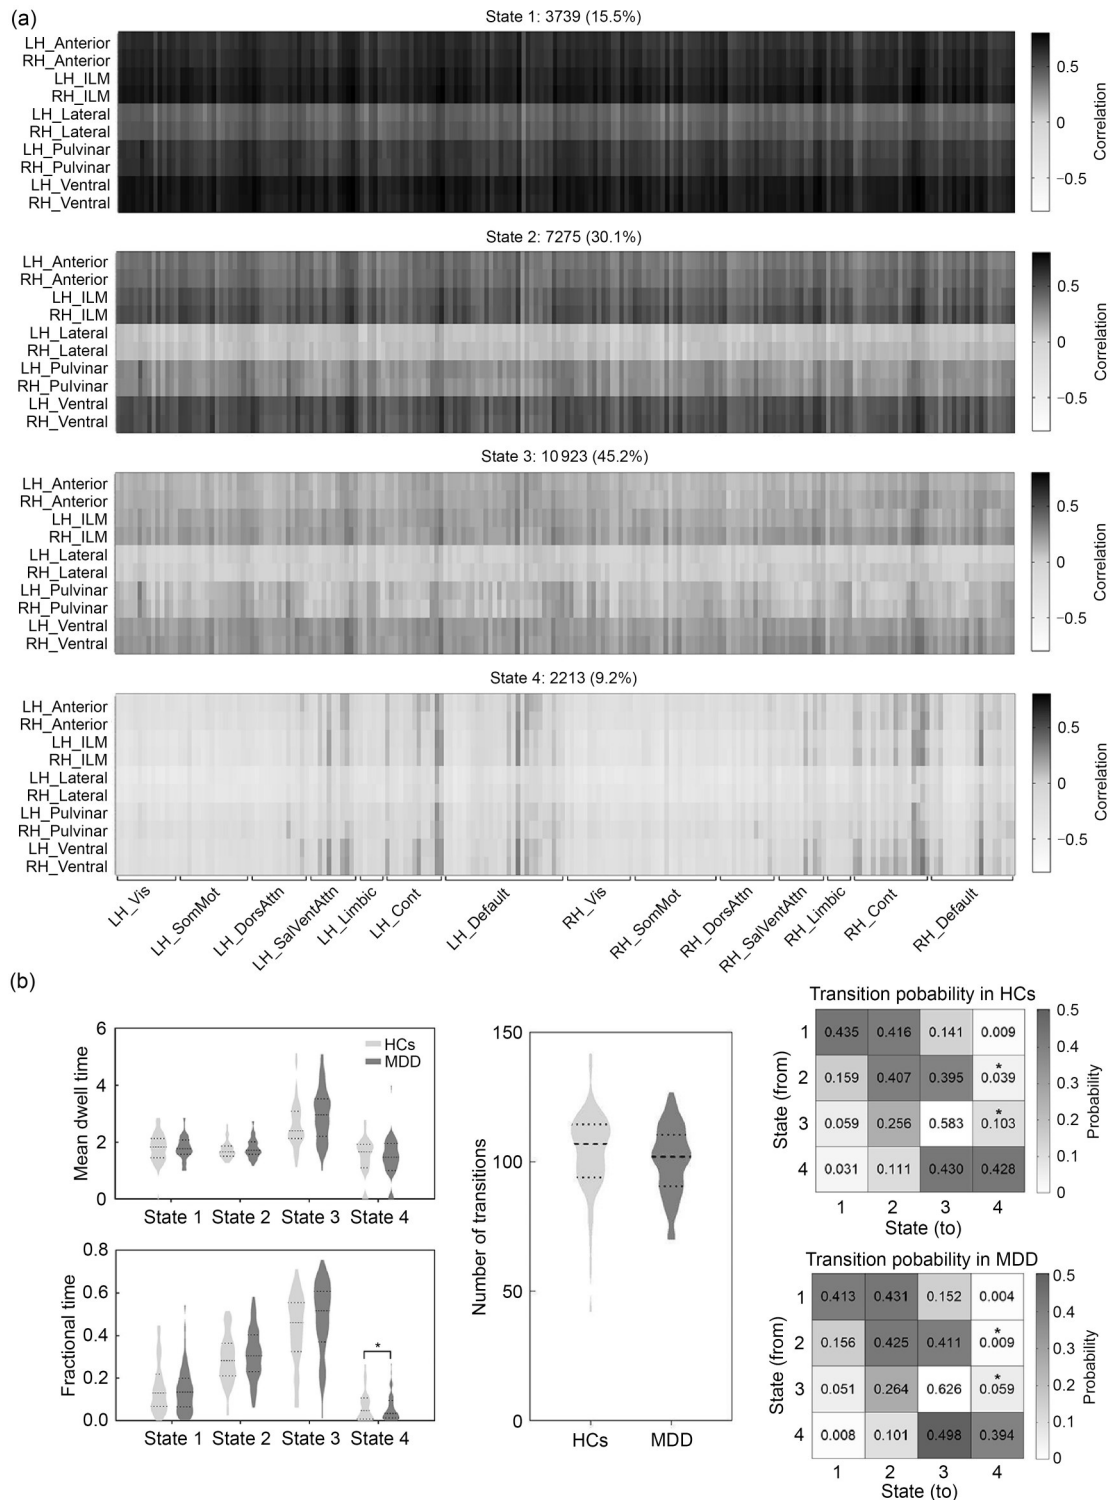 (a)
State 1: 3739 (15.5%)
LH_Anterior
RH_Anterior
LH_ILM
RH_ILM
LH_Lateral
RH_Lateral
LH_Pulvinar
RH_Pulvinar
LH_Ventral
RH_Ventral
0.5
0
−0.5
Correlation
State 2: 7275 (30.1%)
LH_Anterior
RH_Anterior
LH_ILM
RH_ILM
LH_Lateral
RH_Lateral
LH_Pulvinar
RH_Pulvinar
LH_Ventral
RH_Ventral
0.5
0
−0.5
Correlation
State 3: 10 923 (45.2%)
LH_Anterior
RH_Anterior
LH_ILM
RH_ILM
LH_Lateral
RH_Lateral
LH_Pulvinar
RH_Pulvinar
LH_Ventral
RH_Ventral
0.5
0
−0.5
Correlation
State 4: 2213 (9.2%)
LH_Anterior
RH_Anterior
LH_ILM
RH_ILM
LH_Lateral
RH_Lateral
LH_Pulvinar
RH_Pulvinar
LH_Ventral
RH_Ventral
0.5
0
−0.5
Correlation
LH_Vis
LH_SomMot
LH_DorsAttn
LH_SalVentAttn
LH_Limbic
LH_Cont
LH_Default
RH_Vis
RH_SomMot
RH_DorsAttn
RH_SalVentAttn
RH_Limbic
RH_Cont
RH_Default
(b)
Mean dwell time
6
4
2
0
HCs
MDD
State 1 State 2 State 3 State 4
Fractional time
0.8
0.6
0.4
0.2
0.0
*
State 1 State 2 State 3 State 4
Number of transitions
150
100
50
0
HCs MDD
Transition pobability in HCs
State (from)
1 0.435 0.416 0.141 0.009
*
2 0.159 0.407 0.395 0.039
*
3 0.059 0.256 0.583 0.103
4 0.031 0.111 0.430 0.428
1 2 3 4
State (to)
0.5
0.4
0.3
0.2
0.1
0
Probability
Transition pobability in MDD
State (from)
1 0.413 0.431 0.152 0.004
*
2 0.156 0.425 0.411 0.009
*
3 0.051 0.264 0.626 0.059
4 0.008 0.101 0.498 0.394
1 2 3 4
State (to)
0.5
0.4
0.3
0.2
0.1
0
Probability